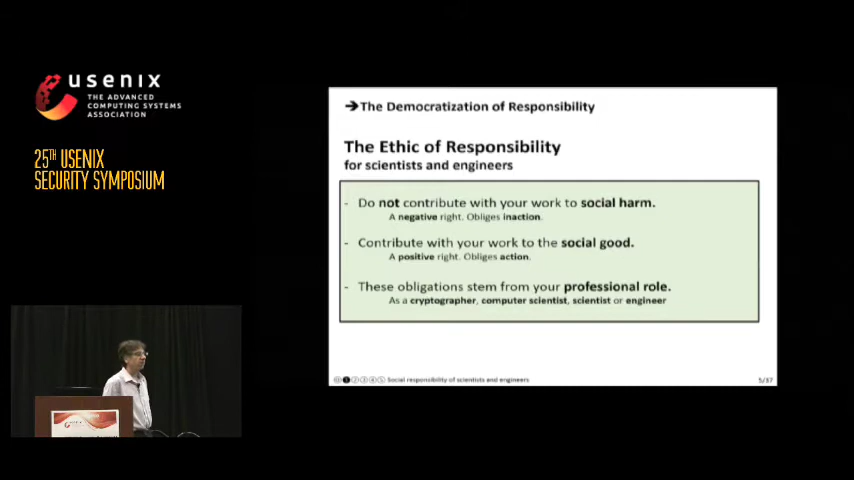 usenix
THE ADVANCED
COMPUTING SYSTEMS
ASSOCIATION
25TH USENIX
SECURITY SYMPOSIUM
➔The Democratization of Responsibility
The Ethic of Responsibility
for scientists and engineers
- Do not contribute with your work to social harm.
A negative right. Obliges inaction.
- Contribute with your work to the social good.
A positive right. Obliges action.
- These obligations stem from your professional role.
As a cryptographer, computer scientist, scientist or engineer
Social responsibility of scientists and engineers
5/37
usenix